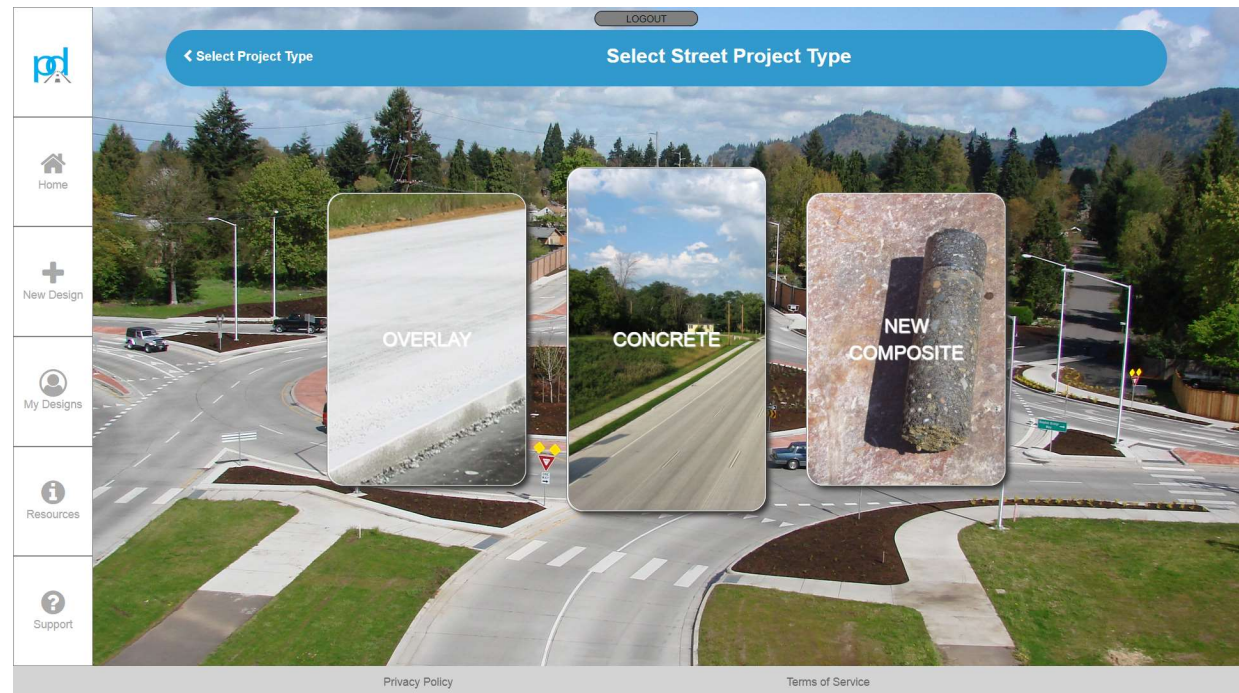 LOGOUT
Select Project Type
Select Street Project Type
pd
Home
New Design
My Designs
Resources
Support
OVERLAY
CONCRETE
NEW
COMPOSITE
Privacy Policy
Terms of Service